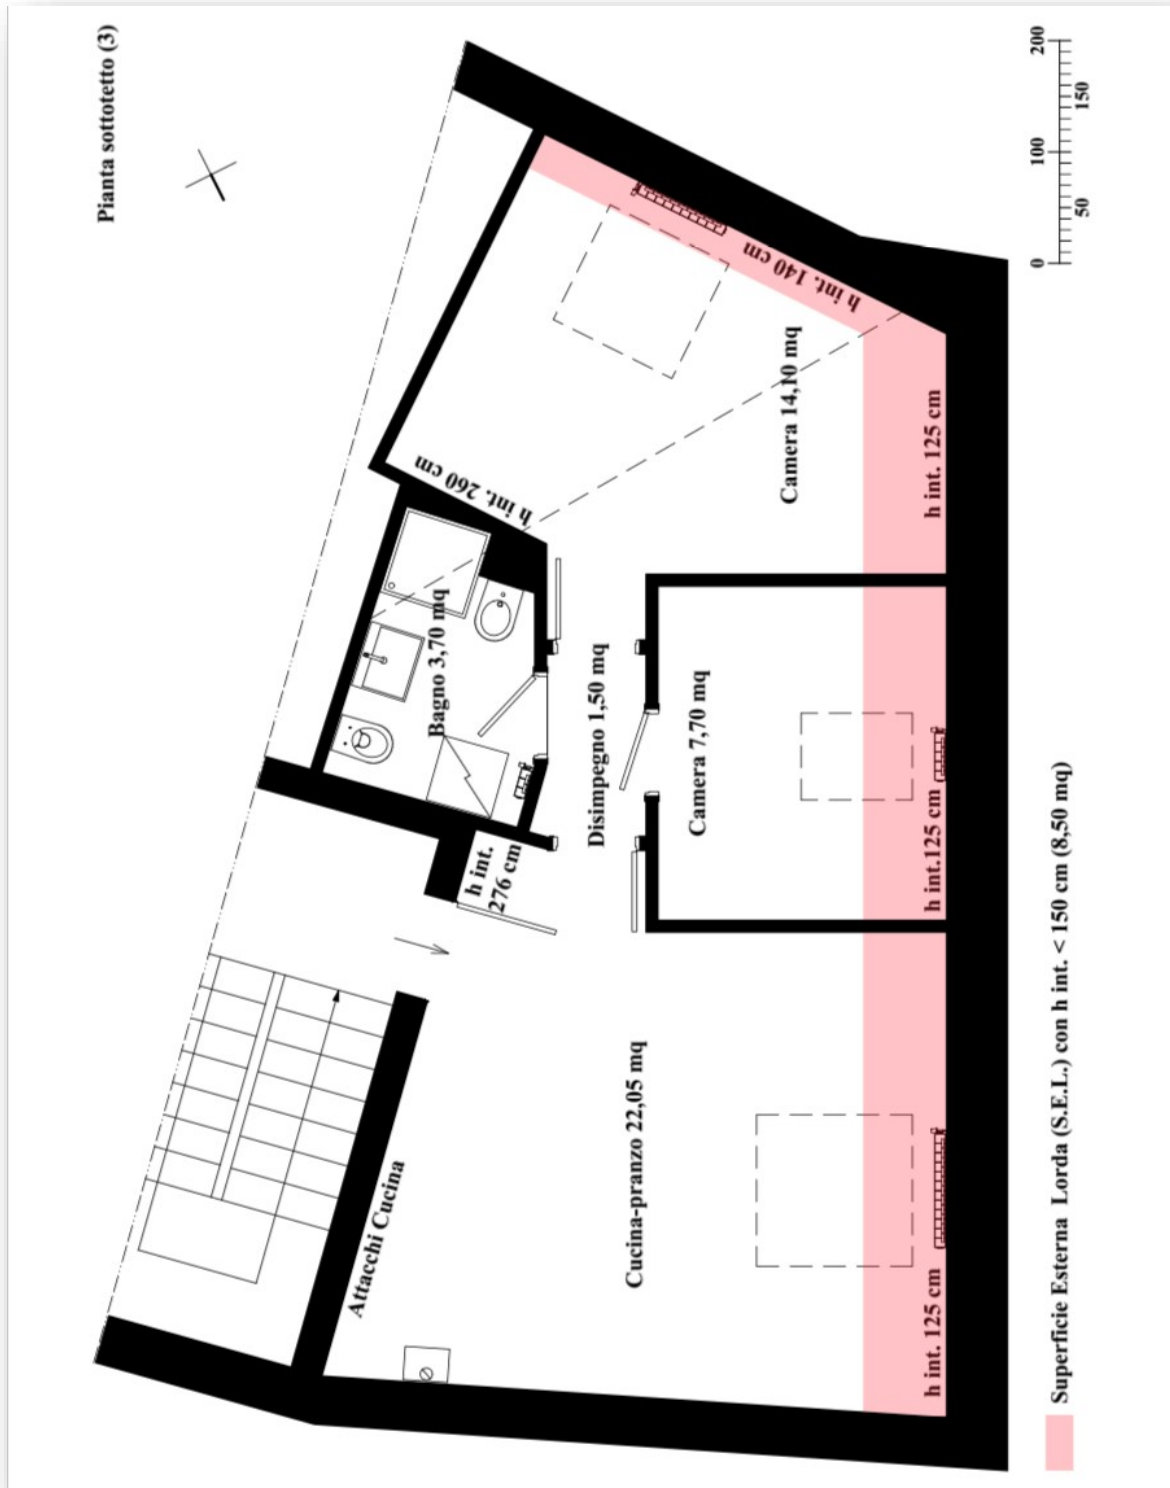 Pianta sottotetto (3)
h int. 140 cm
Camera 14,10 mq
h int. 125 cm
h int. 260 cm
Bagno 3,70 mq
Disimpegno 1,50 mq
Camera 7,70 mq
h int.125 cm
h int.
276 cm
Cucina-pranzo 22,05 mq
Attacchi Cucina
h int. 125 cm
0
50
100
150
200
Superficie Esterna Lorda (S.E.L.) con h int. < 150 cm (8,50 mq)